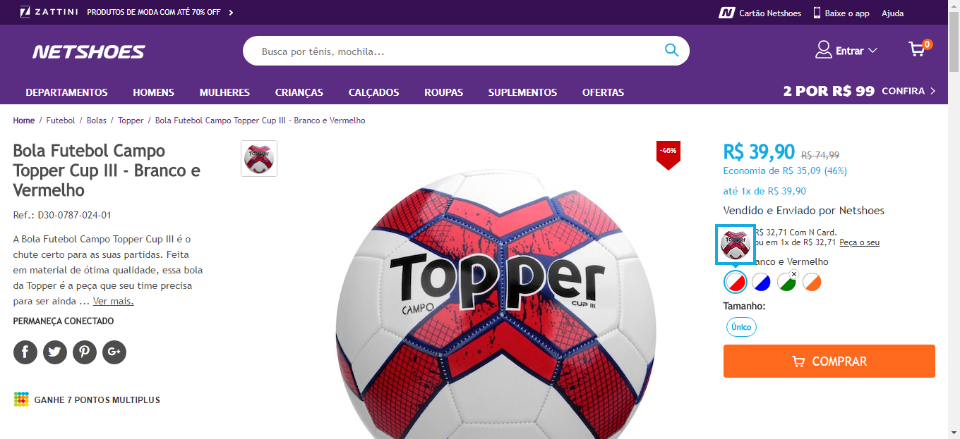 ZATTINI PRODUTOS DE MODA COM ATÉ 70% OFF
Cartão Netshoes Baixe o app Ajuda
NETSHOES
Busca por tênis, mochila...
Entrar
0
DEPARTAMENTOS HOMENS MULHERES CRIANÇAS CALÇADOS ROUPAS SUPLEMENTOS OFERTAS
2 POR R$ 99 CONFIRA
Home / Futebol / Bolas / Topper / Bola Futebol Campo Topper Cup III - Branco e Vermelho
Bola Futebol Campo
Topper Cup III - Branco e
Vermelho
Ref.: D30-0787-024-01
A Bola Futebol Campo Topper Cup III é o
chute certo para as suas partidas. Feita
em material de ótima qualidade, essa bola
da Topper é a peça que seu time precisa
para ser ainda ... Ver mais.
PERMANEÇA CONECTADO
GANHE 7 PONTOS MULTIPLUS
-46%
Topper
CAMPO
CUP III
R$ 39,90 R$ 74,99
Economia de R$ 35,09 (46%)
até 1x de R$ 39,90
Vendido e Enviado por Netshoes
R$ 32,71 Com N Card.
ou em 1x de R$ 32,71 Peça o seu
anco e Vermelho
Tamanho:
Único
COMPRAR